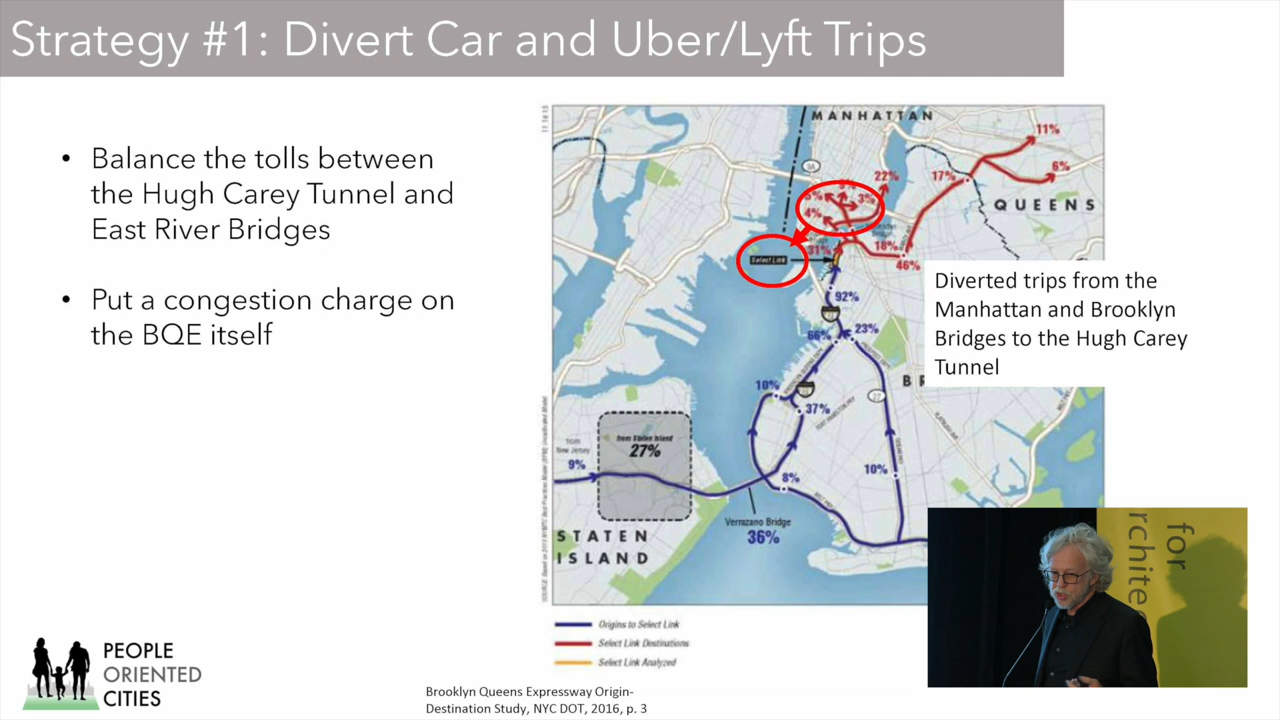 Strategy #1: Divert Car and Uber/Lyft Trips
• Balance the tolls between
the Hugh Carey Tunnel and
East River Bridges
• Put a congestion charge on
the BQE itself
MANHATTAN
11%
6%
22%
17%
3%
4%
QUEENS
Select Link
31%
18%
46%
Diverted trips from the
Manhattan and Brooklyn
Bridges to the Hugh Carey
Tunnel
92%
66%
23%
10%
37%
27
from Staten Island
27%
from
New Jersey
9%
8%
10%
Verrazano Bridge
36%
STATEN
ISLAND
for
rchite
Origins to Select Link
Select Link Destinations
Select Link Analyzed
PEOPLE
ORIENTED
CITIES
Brooklyn Queens Expressway Origin-
Destination Study, NYC DOT, 2016, p. 3